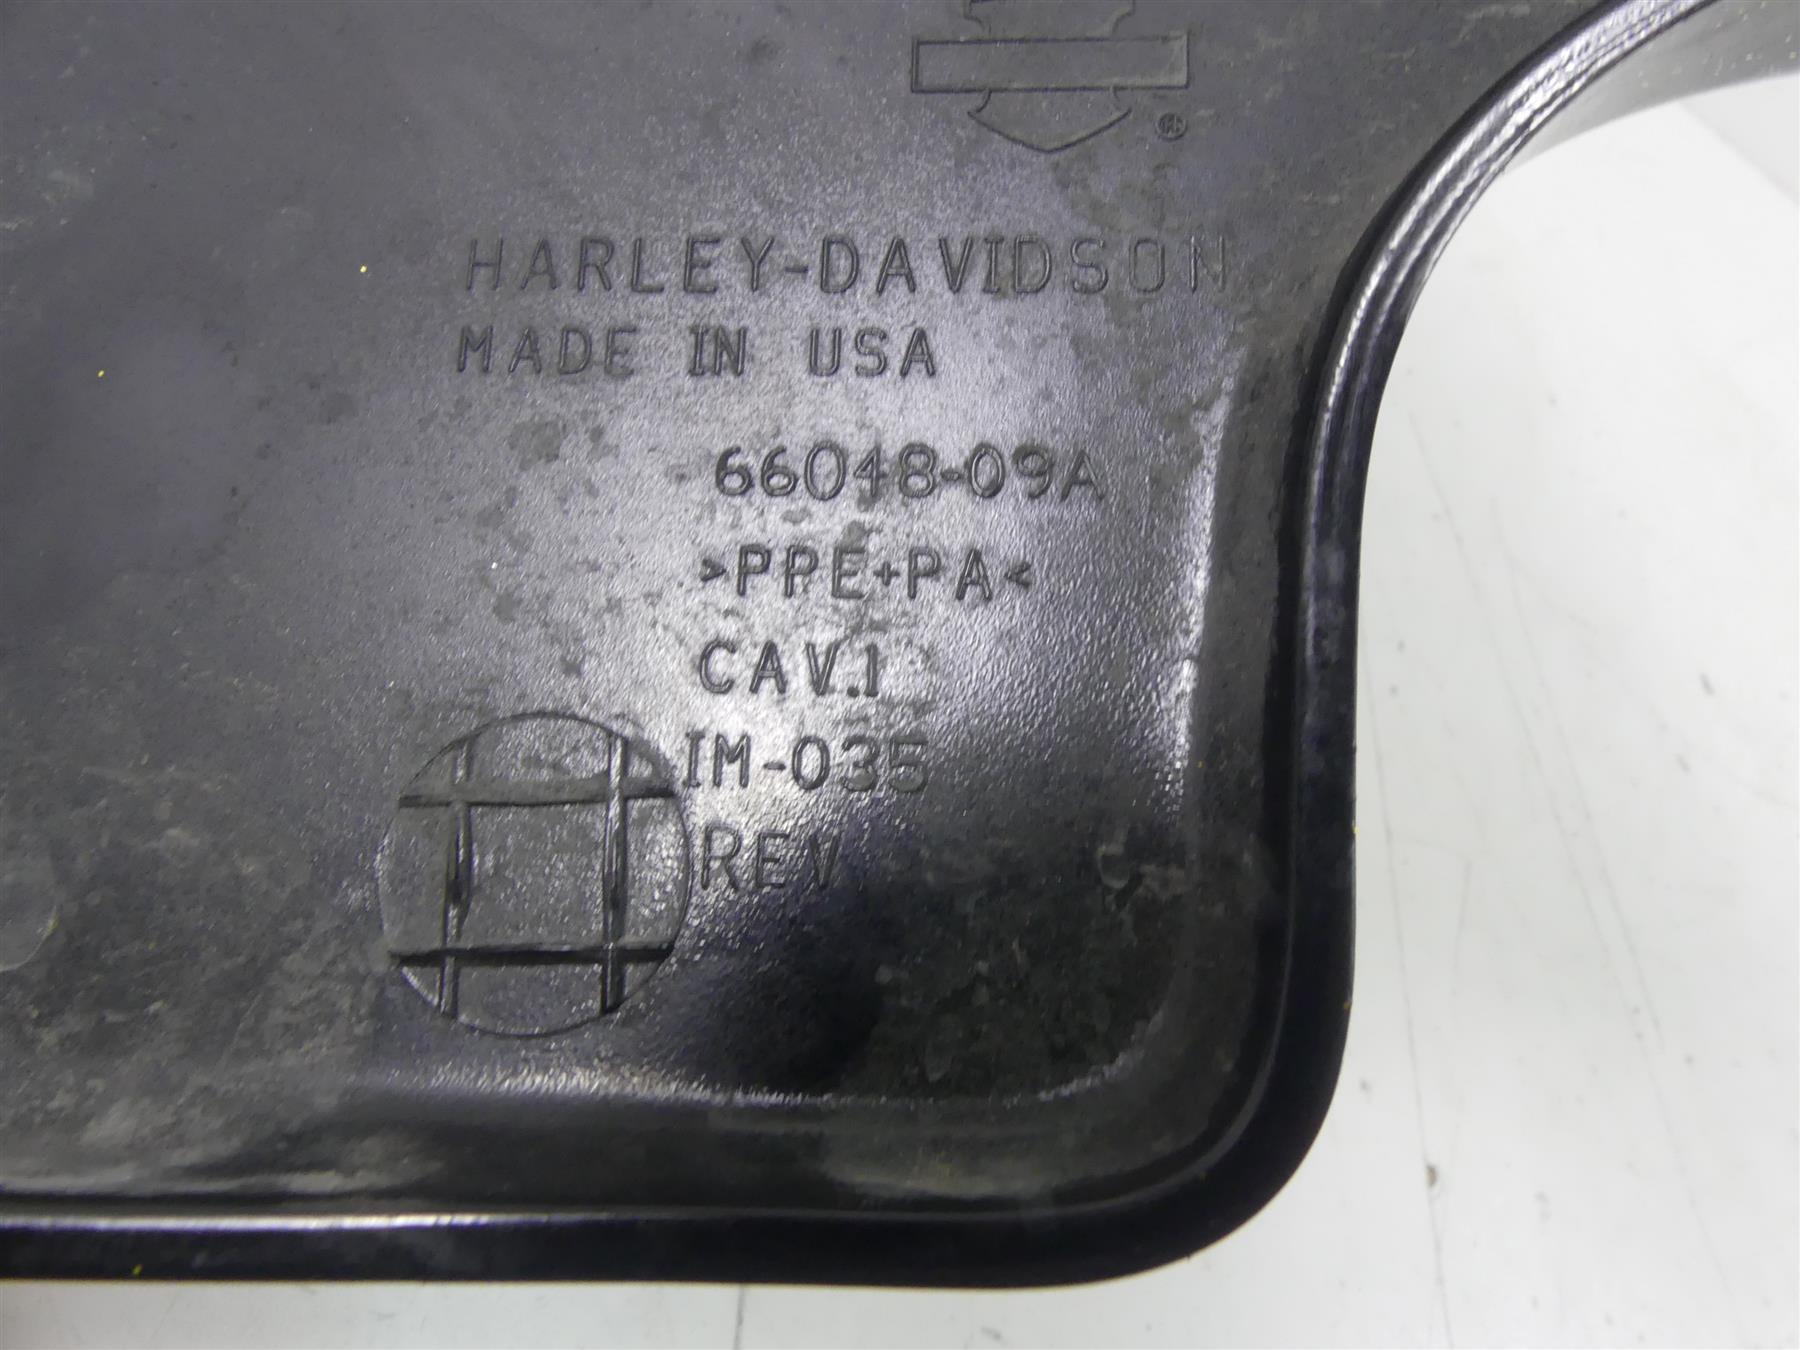 ®
HARLEY-DAVIDSON
MADE IN USA
66048-09A
>PPE+PA<
CAV.1
IM-035
REV.